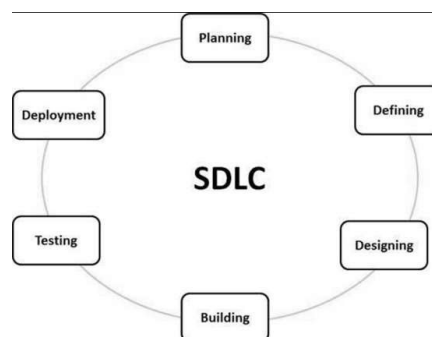 Planning
Deployment
Defining
SDLC
Testing
Designing
Building